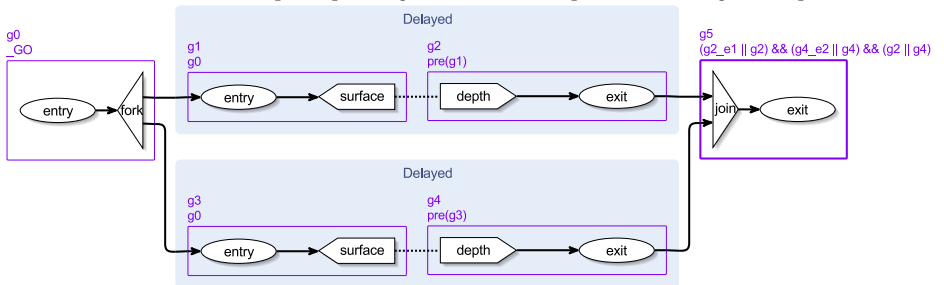 Delayed
g0
_GO
entry
fork
g1
g0
entry
surface
g2
pre(g1)
depth
exit
g5
(g2_e1 || g2) && (g4_e2 || g4) && (g2 || g4)
join
exit
Delayed
g3
g0
entry
surface
g4
pre(g3)
depth
exit